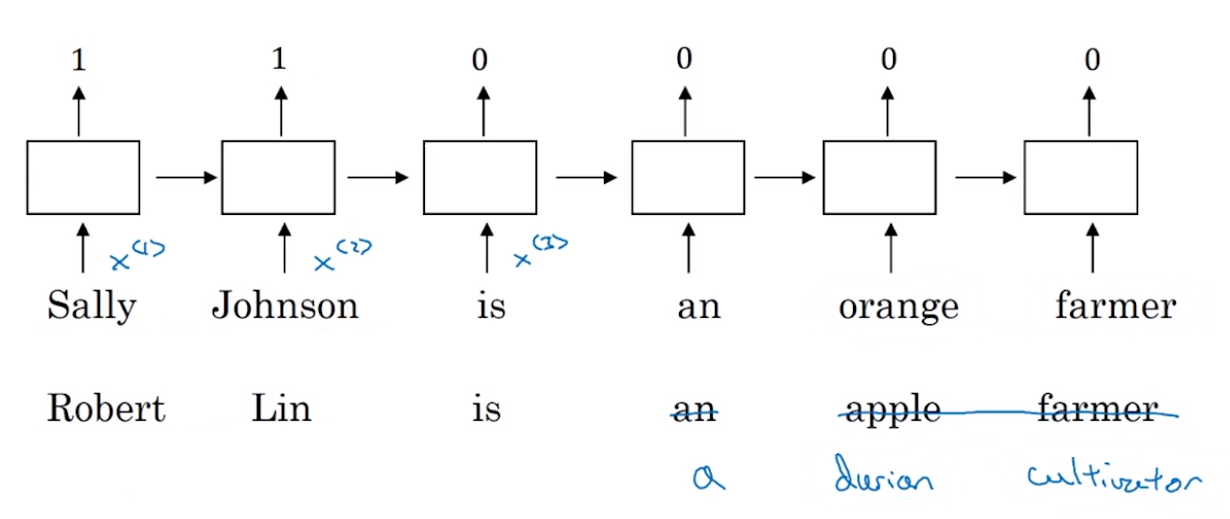 1 1 0 0 0 0
x<1> x<2> x<3>
Sally Johnson is an orange farmer
Robert Lin is an apple farmer
a durian cultivator